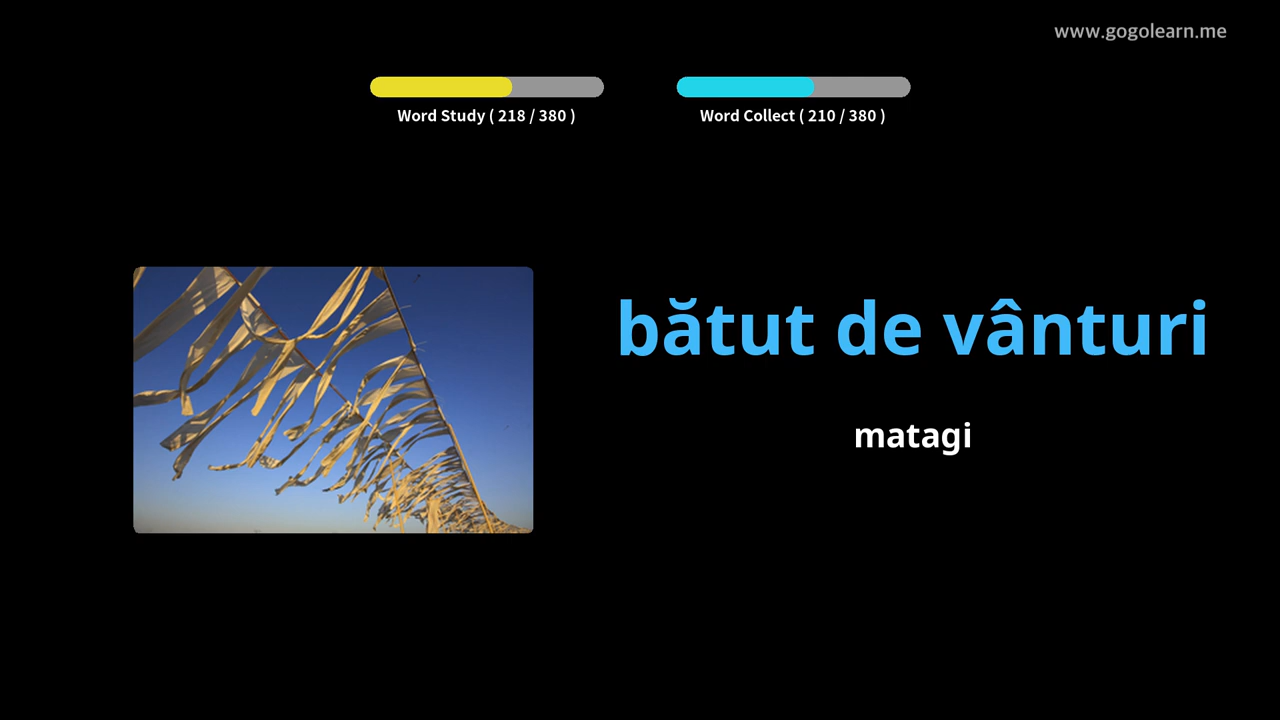 www.gogolearn.me
Word Study ( 218 / 380 )
Word Collect ( 210 / 380 )
bătut de vânturi
matagi